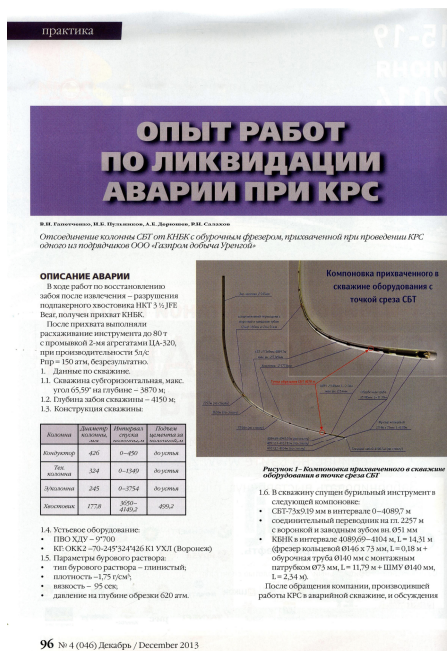 практика
ОПЫТ РАБОТ
ПО ЛИКВИДАЦИИ
АВАРИИ ПРИ КРС
Отсоединение колонны СБТ от КНБК с обурочным фрезером, прихваченной при проведении КРС
одного из подрядчиков ООО «Газпром добыча Уренгой»
ОПИСАНИЕ АВАРИИ
В ходе работ по восстановлению
забоя после извлечения – разрушения
подпакерного хвостовика НКТ 3 ½ JFE
Bear, получен прихват КНБК.
После прихвата выполняли
расхаживание инструмента до 80 т
с промывкой 2-мя агрегатами ЦА-320,
при производительности 5л/с
Рпр = 150 атм, безрезультатно.
1. Данные по скважине.
1.1. Скважина субгоризонтальная, макс.
угол 65,59° на глубине – 3870 м;
1.2. Глубина забоя скважины – 4150 м;
1.3. Конструкция скважины:
Колонна
Диаметр колонны, мм
Интервал спуска
Подъем цемента за
Кондуктор 426 0–450 до устья
Тех. колонна 324 0–1549 до устья
Э/колонна 245 0–3754 до устья
Хвостовик 177,8 3650–4149,2 499,2
1.4. Устьевое оборудование:
• ПВО ХДУ – 9"700
• КГ: ОКК2 –70-245*324*426 К1 УХЛ (Воронеж)
1.5. Параметры бурового раствора:
• тип бурового раствора – глинистый;
• плотность –1,75 г/см³;
• вязкость – 95 сек,
• давление на глубине обрезки 620 атм.
Компоновка прихваченного в
скважине оборудования с
точкой среза СБТ
Рисунок 1– Компоновка прихваченного в скважине
оборудования в точке среза СБТ
1.6. В скважину спущен бурильный инструмент в
следующей компоновке:
• СБТ-73х9.19 мм в интервале 0–4089,7 м
• соединительный переводник на гл. 2257 м
с воронкой и заводным зубом вн. Ø51 мм
• КБНК в интервале 4089,69–4104 м, L = 14,31 м
(фрезер кольцевой Ø146 х 73 мм, L = 0,18 м +
обурочная труба Ø140 мм с монтажным
патрубком Ø73 мм, L = 11,79 м + ШМУ Ø140 мм,
L = 2,34 м).
После обращения компании, производившей
работы КРС в аварийной скважине, и обсуждения
96 № 4 (046) Декабрь / December 2013